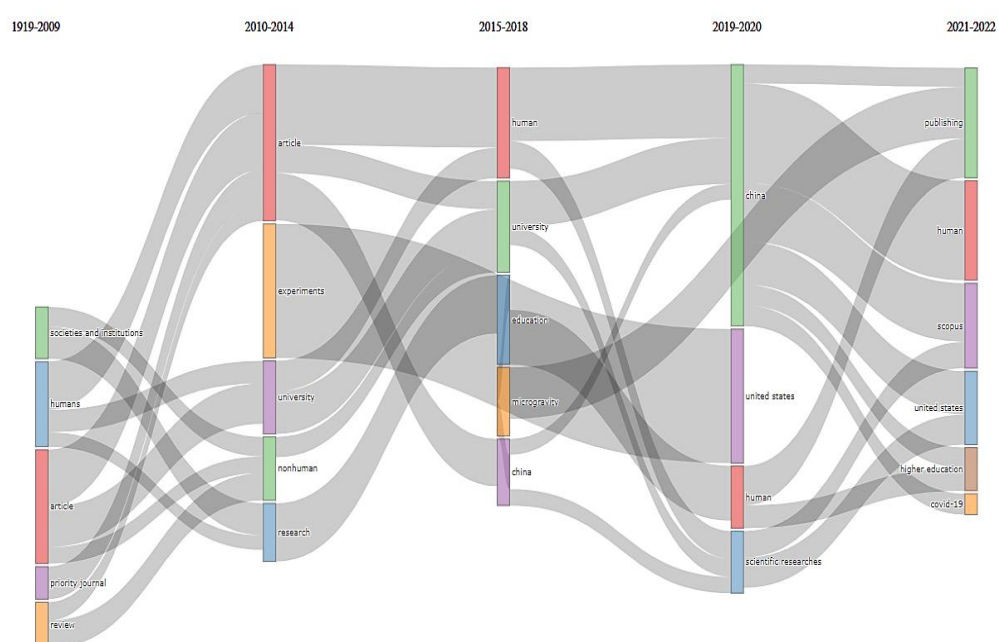 1919-2009
2010-2014
2015-2018
2019-2020
2021-2022
societies and institutions
humans
article
priority journal
review
article
experiments
university
nonhuman
research
human
university
education
microgravity
china
china
united states
human
scientific researches
publishing
human
scopus
united states
higher education
covid-19